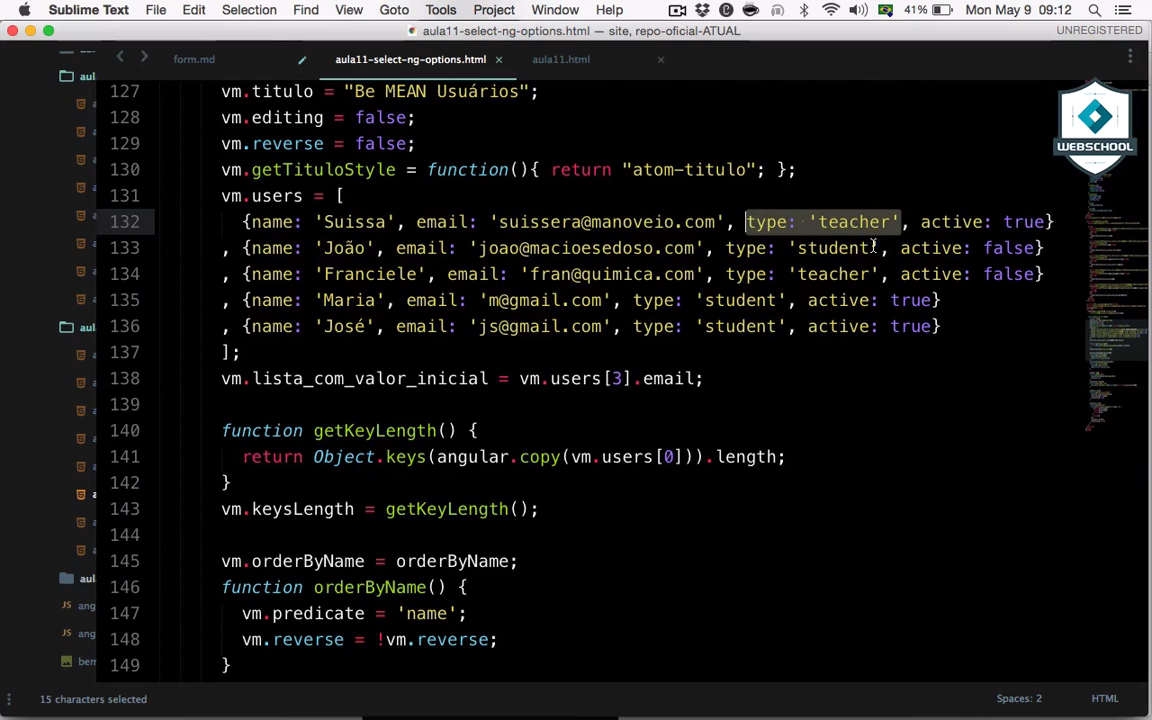 Sublime Text File Edit Selection Find View Goto Tools Project Window Help 41% Mon May 9 09:12
aula11-select-ng-options.html — site, repo-oficial-ATUAL UNREGISTERED
form.md aula11-select-ng-options.html × aula11.html ×
aul
127 vm.titulo = "Be MEAN Usuários";
128 vm.editing = false;
129 vm.reverse = false;
130 vm.getTituloStyle = function(){ return "atom-titulo"; };
131 vm.users = [
132 {name: 'Suissa', email: 'suissera@manoveio.com', type: 'teacher', active: true}
133 , {name: 'João', email: 'joao@macioesedoso.com', type: 'student', active: false}
134 , {name: 'Franciele', email: 'fran@quimica.com', type: 'teacher', active: false}
135 , {name: 'Maria', email: 'm@gmail.com', type: 'student', active: true}
136 , {name: 'José', email: 'js@gmail.com', type: 'student', active: true}
137 ];
138 vm.lista_com_valor_inicial = vm.users[3].email;
139
140 function getKeyLength() {
141 return Object.keys(angular.copy(vm.users[0])).length;
142 }
143 vm.keysLength = getKeyLength();
144
145 vm.orderByName = orderByName;
146 function orderByName() {
147 vm.predicate = 'name';
148 vm.reverse = !vm.reverse;
149 }
WEBSCHOOL
aul
aul
JS ang
JS ang
bem
15 characters selected Spaces: 2 HTML